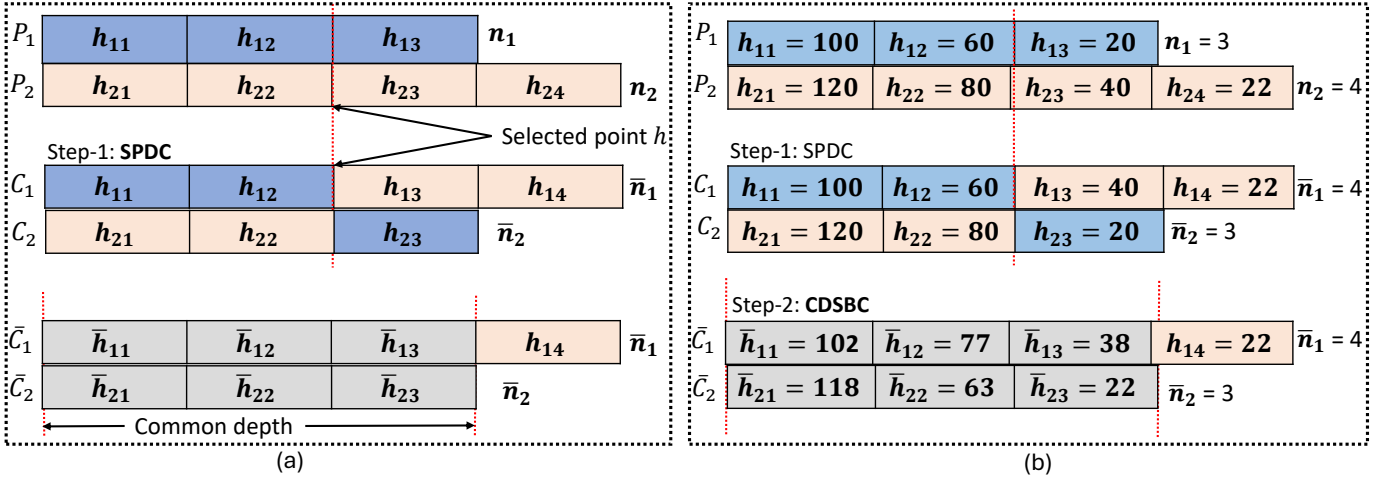 P₁ h₁₁ h₁₂ h₁₃ n₁
P₂ h₂₁ h₂₂ h₂₃ h₂₄ n₂
Selected point h
Step-1: SPDC
C₁ h₁₁ h₁₂ h₁₃ h₁₄ n̅₁
C₂ h₂₁ h₂₂ h₂₃ n̅₂
C̅₁ h̅₁₁ h̅₁₂ h̅₁₃ h₁₄ n̅₁
C̅₂ h̅₂₁ h̅₂₂ h̅₂₃ n̅₂
Common depth
(a)
P₁ h₁₁ = 100 h₁₂ = 60 h₁₃ = 20 n₁ = 3
P₂ h₂₁ = 120 h₂₂ = 80 h₂₃ = 40 h₂₄ = 22 n₂ = 4
Step-1: SPDC
C₁ h₁₁ = 100 h₁₂ = 60 h₁₃ = 40 h₁₄ = 22 n̅₁ = 4
C₂ h₂₁ = 120 h₂₂ = 80 h₂₃ = 20 n̅₂ = 3
Step-2: CDSBC
C̅₁ h̅₁₁ = 102 h̅₁₂ = 77 h̅₁₃ = 38 h₁₄ = 22 n̅₁ = 4
C̅₂ h̅₂₁ = 118 h̅₂₂ = 63 h̅₂₃ = 22 n̅₂ = 3
(b)